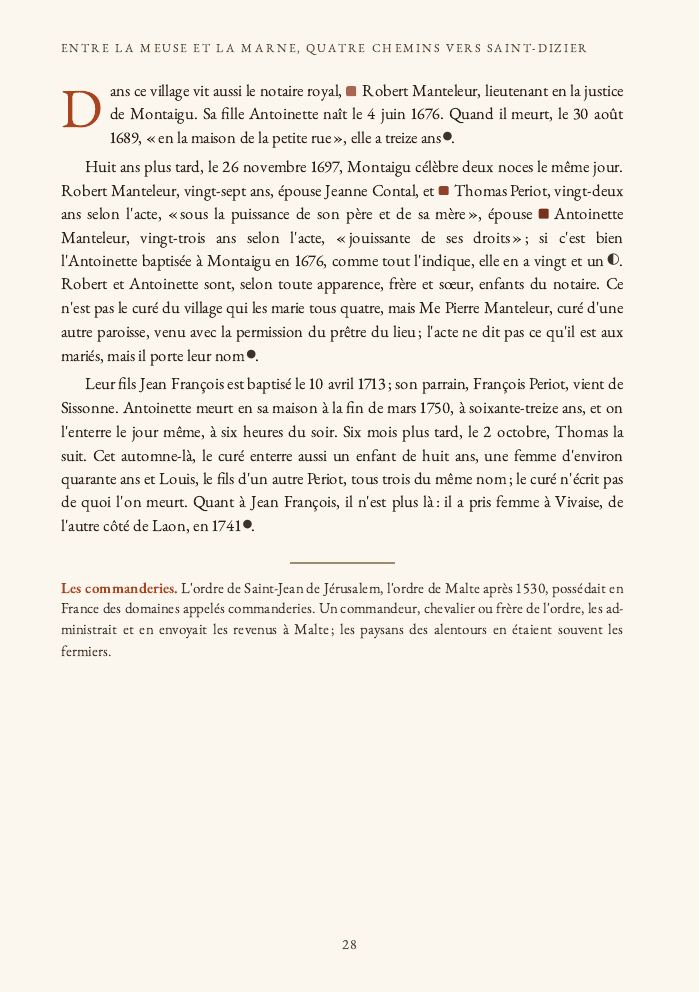 ENTRE LA MEUSE ET LA MARNE, QUATRE CHEMINS VERS SAINT-DIZIER
Dans ce village vit aussi le notaire royal, Robert Manteleur, lieutenant en la justice
de Montaigu. Sa fille Antoinette naît le 4 juin 1676. Quand il meurt, le 30 août
1689, « en la maison de la petite rue », elle a treize ans.
Huit ans plus tard, le 26 novembre 1697, Montaigu célèbre deux noces le même jour.
Robert Manteleur, vingt-sept ans, épouse Jeanne Contal, et Thomas Periot, vingt-deux
ans selon l'acte, « sous la puissance de son père et de sa mère », épouse Antoinette
Manteleur, vingt-trois ans selon l'acte, « jouissante de ses droits » ; si c'est bien
l'Antoinette baptisée à Montaigu en 1676, comme tout l'indique, elle en a vingt et un.
Robert et Antoinette sont, selon toute apparence, frère et sœur, enfants du notaire. Ce
n'est pas le curé du village qui les marie tous quatre, mais Me Pierre Manteleur, curé d'une
autre paroisse, venu avec la permission du prêtre du lieu ; l'acte ne dit pas ce qu'il est aux
mariés, mais il porte leur nom.
Leur fils Jean François est baptisé le 10 avril 1713 ; son parrain, François Periot, vient de
Sissonne. Antoinette meurt en sa maison à la fin de mars 1750, à soixante-treize ans, et on
l'enterre le jour même, à six heures du soir. Six mois plus tard, le 2 octobre, Thomas la
suit. Cet automne-là, le curé enterre aussi un enfant de huit ans, une femme d'environ
quarante ans et Louis, le fils d'un autre Periot, tous trois du même nom ; le curé n'écrit pas
de quoi l'on meurt. Quant à Jean François, il n'est plus là : il a pris femme à Vivaise, de
l'autre côté de Laon, en 1741.
Les commanderies. L'ordre de Saint-Jean de Jérusalem, l'ordre de Malte après 1530, possédait en
France des domaines appelés commanderies. Un commandeur, chevalier ou frère de l'ordre, les ad-
ministrait et en envoyait les revenus à Malte ; les paysans des alentours en étaient souvent les
fermiers.
28